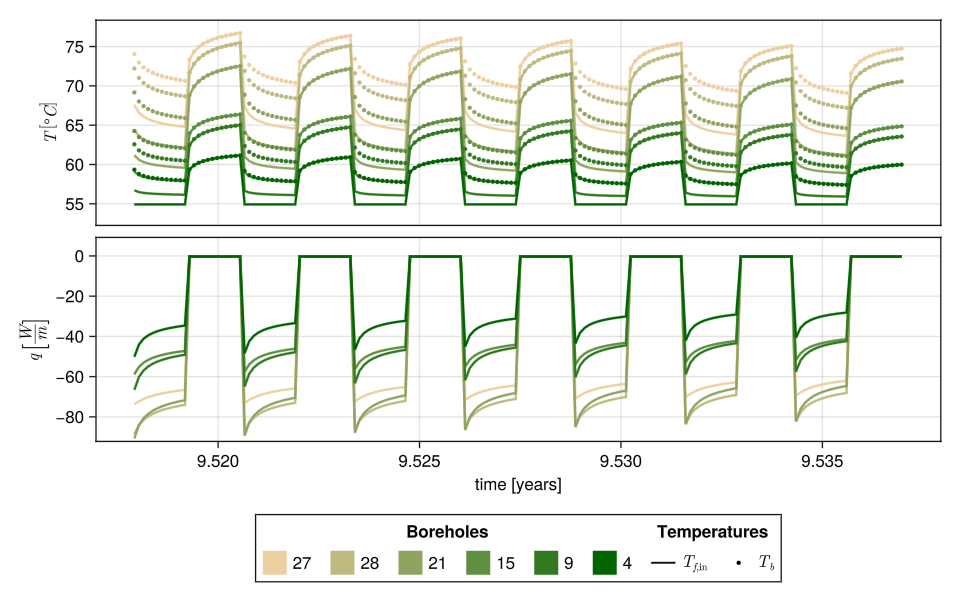 T [°C]
75
70
65
60
55
q [W/m]
0
−20
−40
−60
−80
9.520 9.525 9.530 9.535
time [years]
Boreholes Temperatures
27 28 21 15 9 4 T_{f,in} T_b